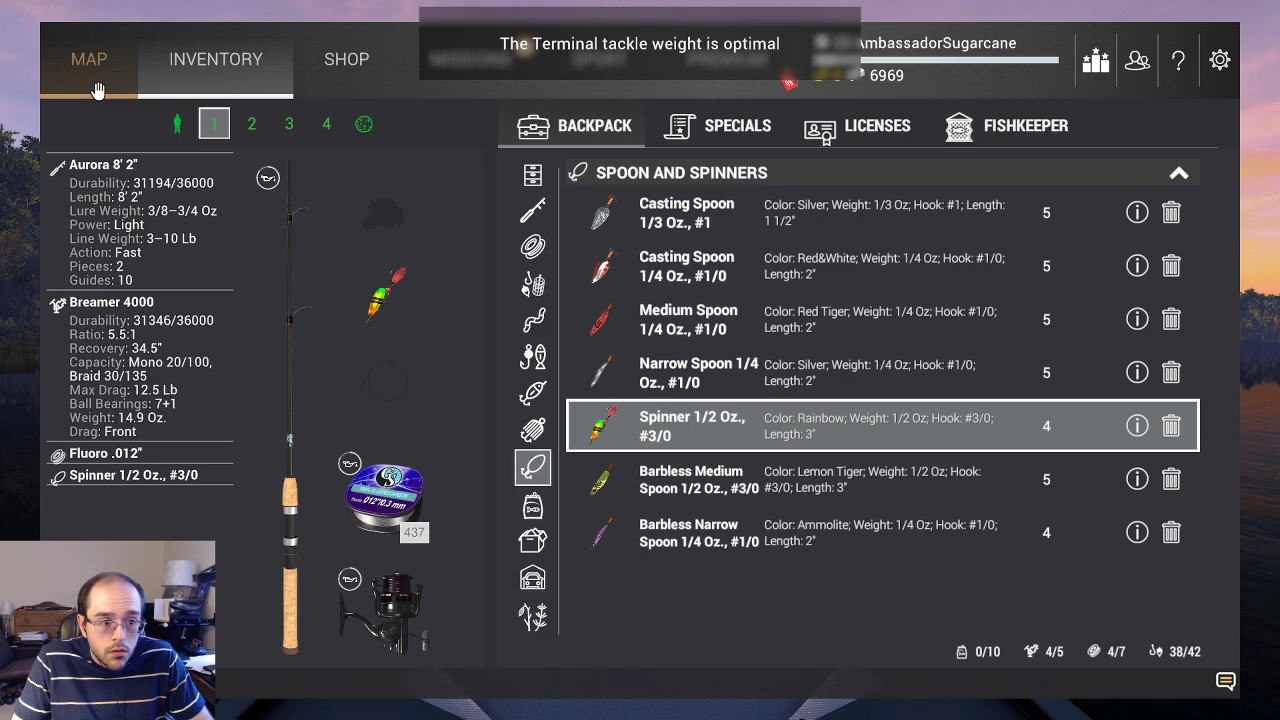 The Terminal tackle weight is optimal
MAP
INVENTORY
SHOP
AmbassadorSugarcane
6969
?
1
2
3
4
BACKPACK
SPECIALS
LICENSES
FISHKEEPER
Aurora 8' 2"
Durability: 31194/36000
Length: 8' 2"
Lure Weight: 3/8–3/4 Oz
Power: Light
Line Weight: 3–10 Lb
Action: Fast
Pieces: 2
Guides: 10
Breamer 4000
Durability: 31346/36000
Ratio: 5.5:1
Recovery: 34.5"
Capacity: Mono 20/100,
Braid 30/135
Max Drag: 12.5 Lb
Ball Bearings: 7+1
Weight: 14.9 Oz.
Drag: Front
Fluoro .012"
Spinner 1/2 Oz., #3/0
012"0.3 mm
437
SPOON AND SPINNERS
Casting Spoon
1/3 Oz., #1
Color: Silver; Weight: 1/3 Oz; Hook: #1; Length:
1 1/2"
5
Casting Spoon
1/4 Oz., #1/0
Color: Red&White; Weight: 1/4 Oz; Hook: #1/0;
Length: 2"
5
Medium Spoon
1/4 Oz., #1/0
Color: Red Tiger; Weight: 1/4 Oz; Hook: #1/0;
Length: 2"
5
Narrow Spoon 1/4
Oz., #1/0
Color: Silver; Weight: 1/4 Oz; Hook: #1/0;
Length: 2"
5
Spinner 1/2 Oz.,
#3/0
Color: Rainbow; Weight: 1/2 Oz; Hook: #3/0;
Length: 3"
4
Barbless Medium
Spoon 1/2 Oz., #3/0
Color: Lemon Tiger; Weight: 1/2 Oz; Hook:
#3/0; Length: 3"
5
Barbless Narrow
Spoon 1/4 Oz., #1/0
Color: Ammolite; Weight: 1/4 Oz; Hook: #1/0;
Length: 2"
4
0/10
4/5
4/7
38/42